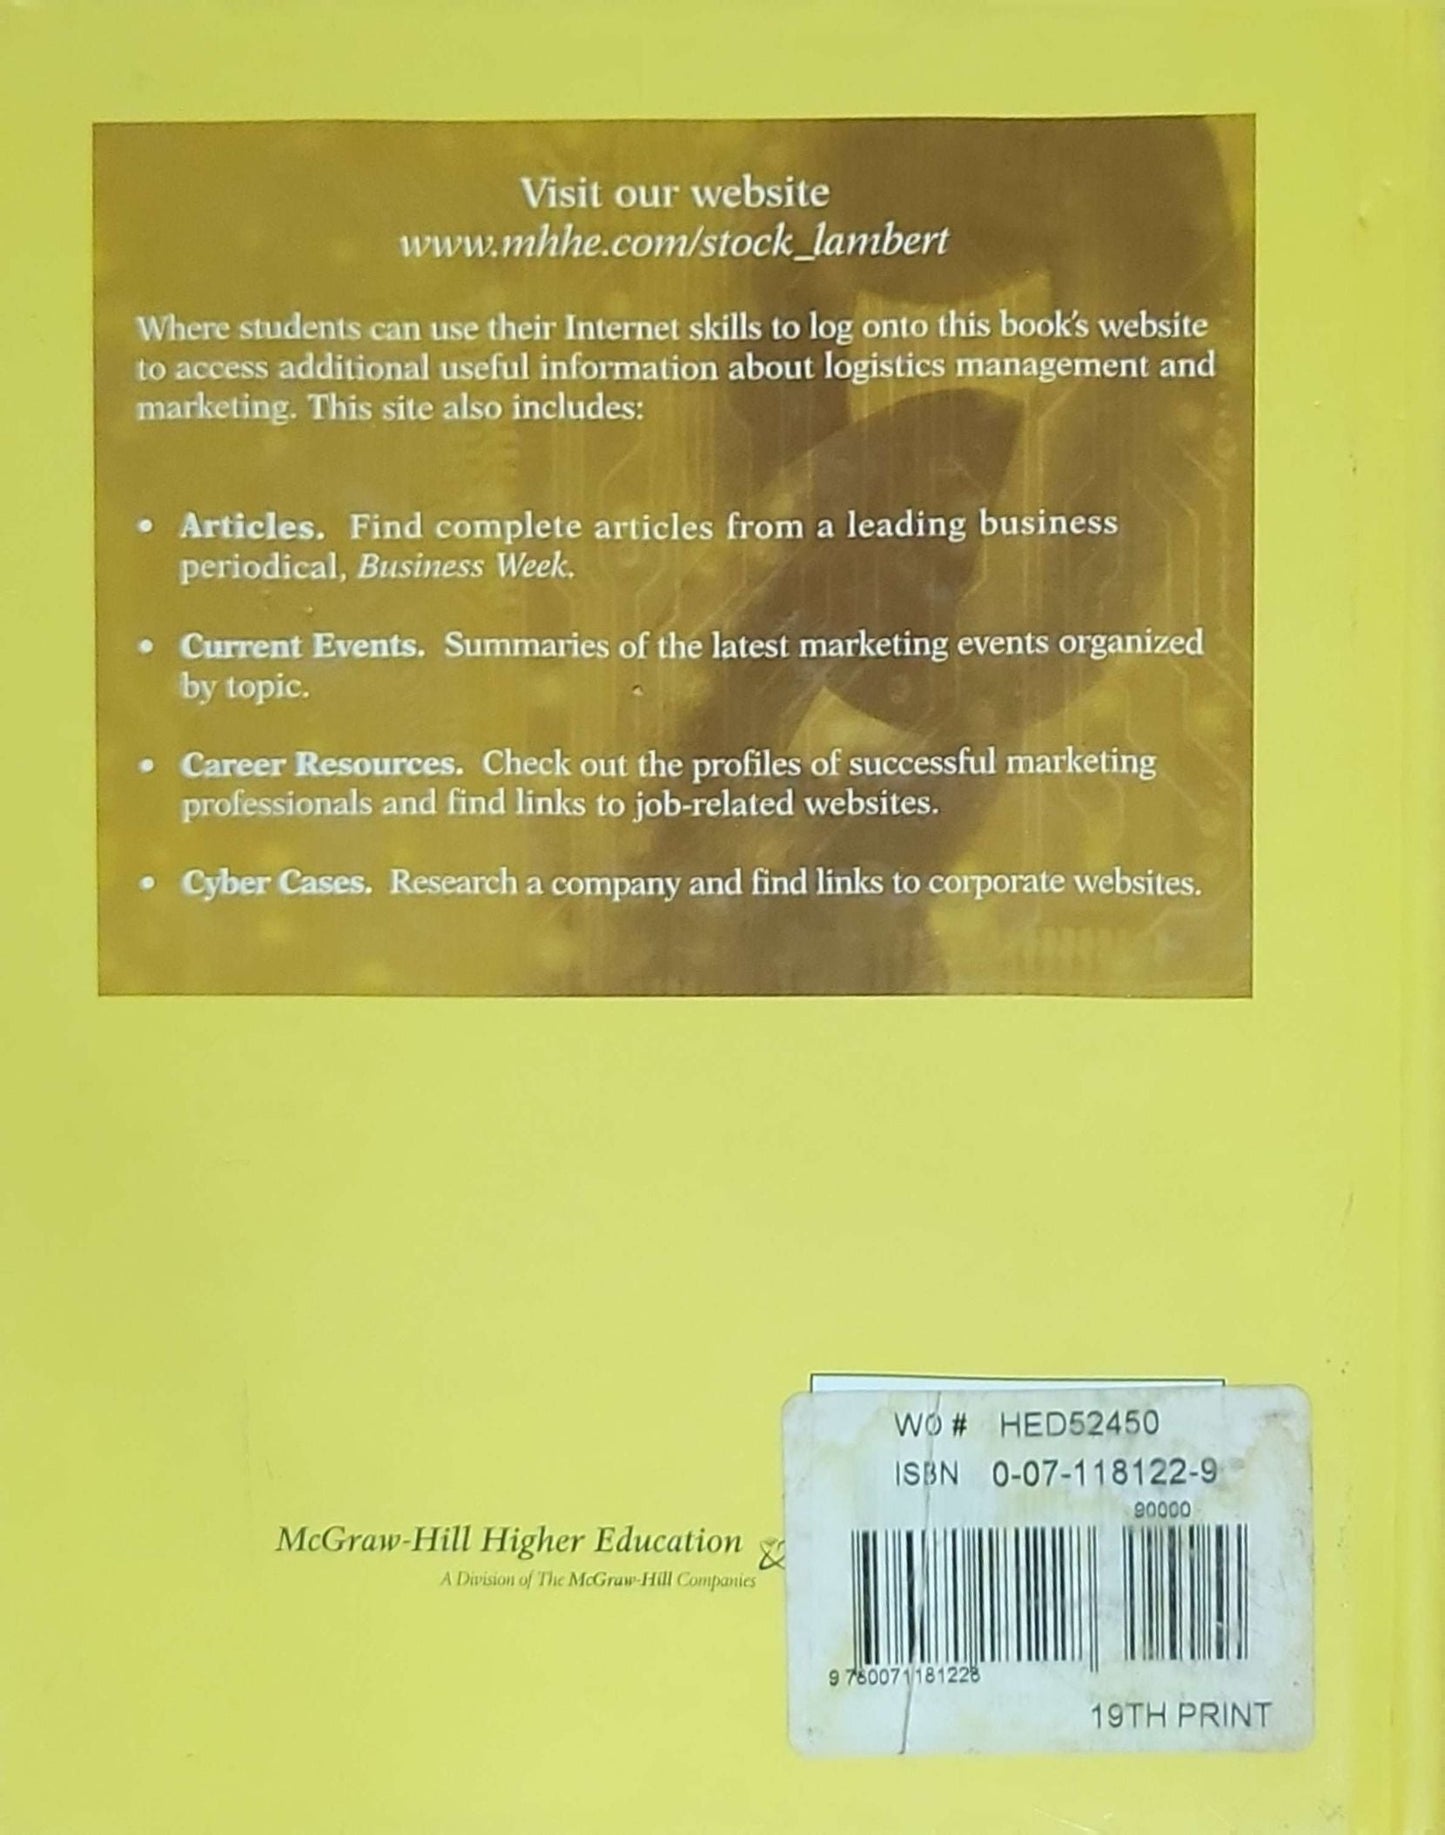 Visit our website
www.mhhe.com/stock_lambert
Where students can use their Internet skills to log onto this book's website
to access additional useful information about logistics management and
marketing. This site also includes:
• Articles. Find complete articles from a leading business
periodical, Business Week.
• Current Events. Summaries of the latest marketing events organized
by topic.
• Career Resources. Check out the profiles of successful marketing
professionals and find links to job-related websites.
• Cyber Cases. Research a company and find links to corporate websites.
WO # HED52450
ISBN 0-07-118122-9
90000
McGraw-Hill Higher Education
A Division of The McGraw-Hill Companies
9 780071 181228
19TH PRINT